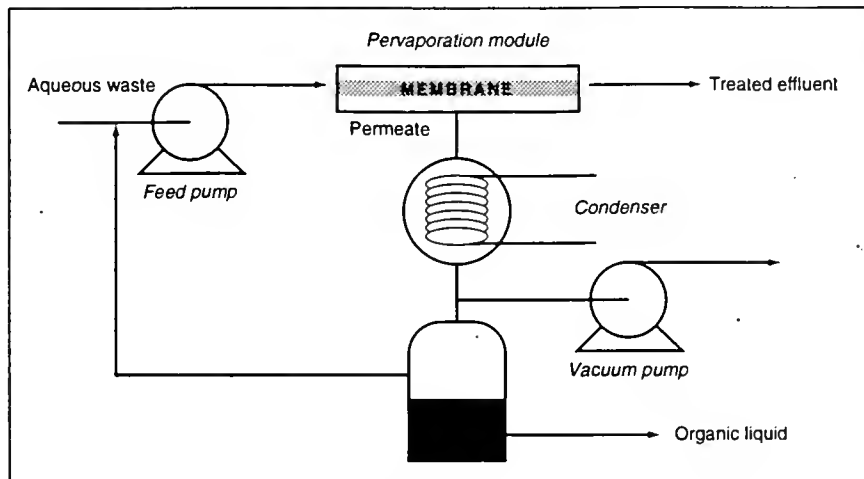 Pervaporation module
Aqueous waste
MEMBRANE
Treated effluent
Permeate
Feed pump
Condenser
Vacuum pump
Organic liquid